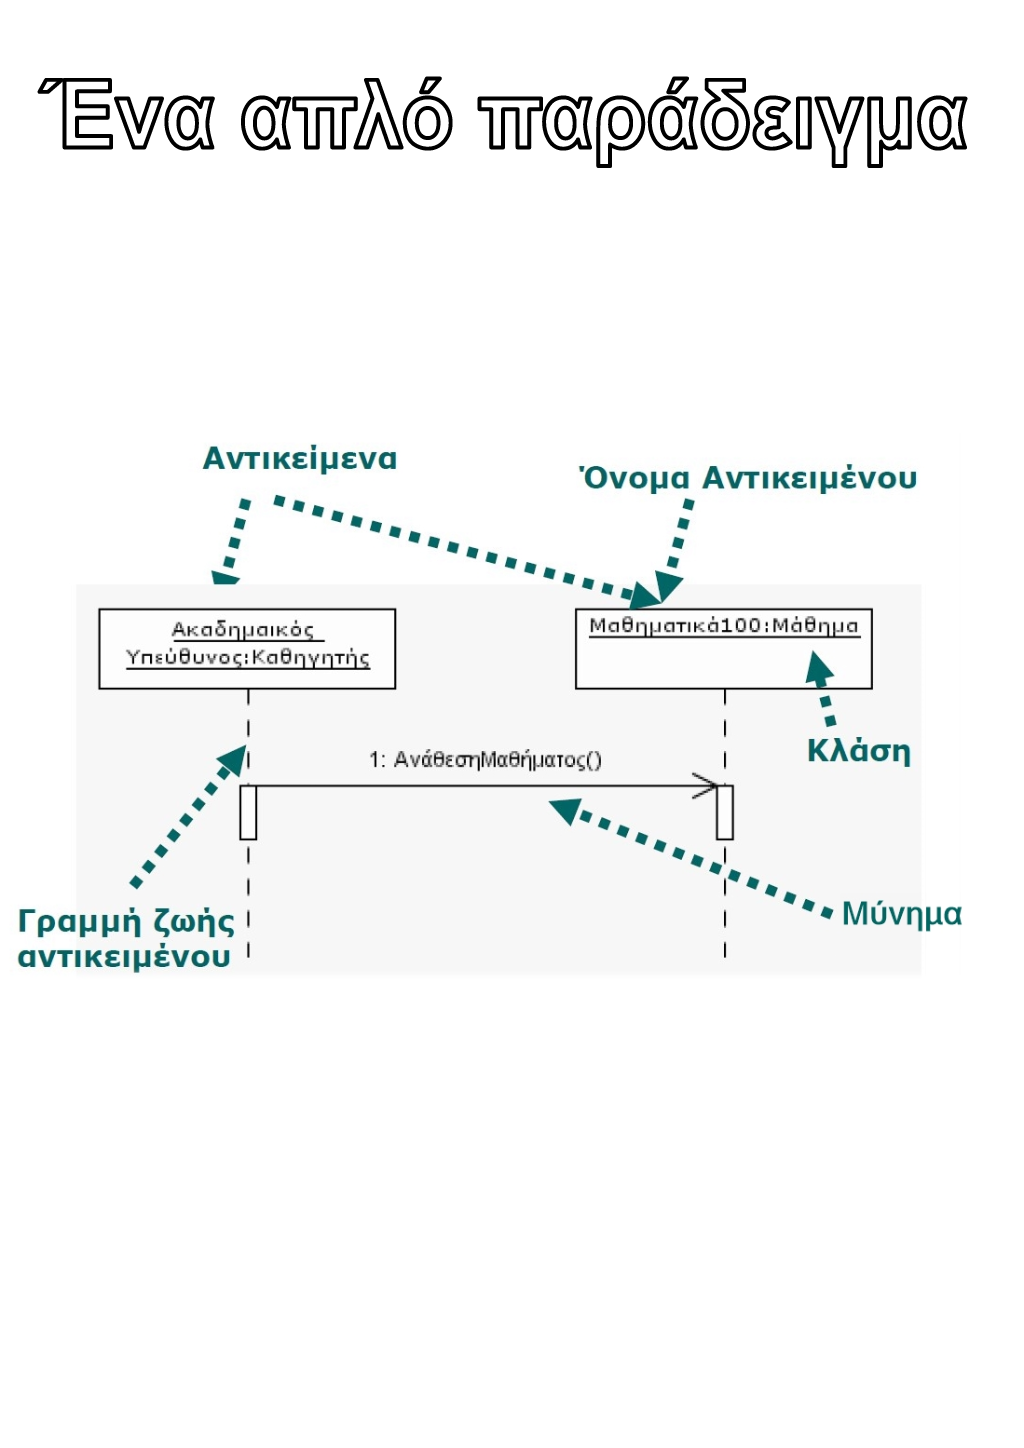 Ένα απλό παράδειγμα
Αντικείμενα
Όνομα Αντικειμένου
Ακαδημαικός
Υπεύθυνος:Καθηγητής
Μαθηματικά100:Μάθημα
Κλάση
1: ΑνάθεσηΜαθήματος()
Γραμμή ζωής
αντικειμένου
Μύνημα